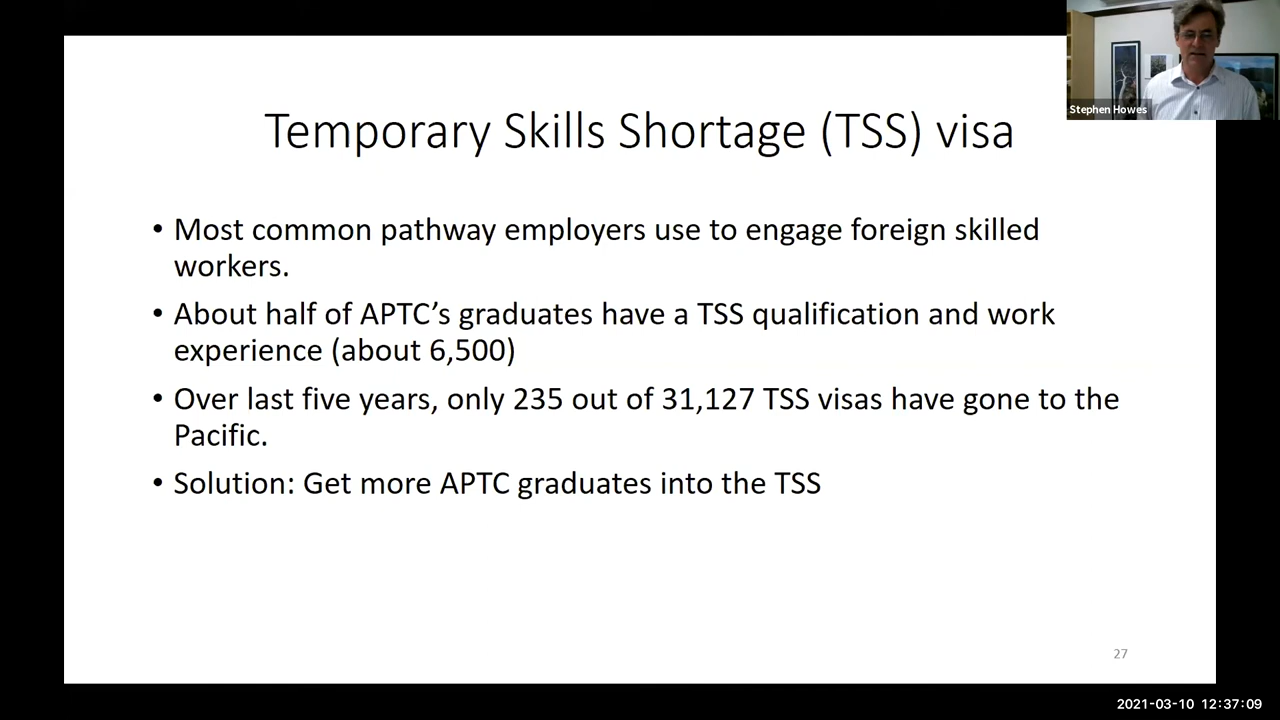 Stephen Howes
Temporary Skills Shortage (TSS) visa
• Most common pathway employers use to engage foreign skilled
workers.
• About half of APTC’s graduates have a TSS qualification and work
experience (about 6,500)
• Over last five years, only 235 out of 31,127 TSS visas have gone to the
Pacific.
• Solution: Get more APTC graduates into the TSS
27
2021-03-10 12:37:09